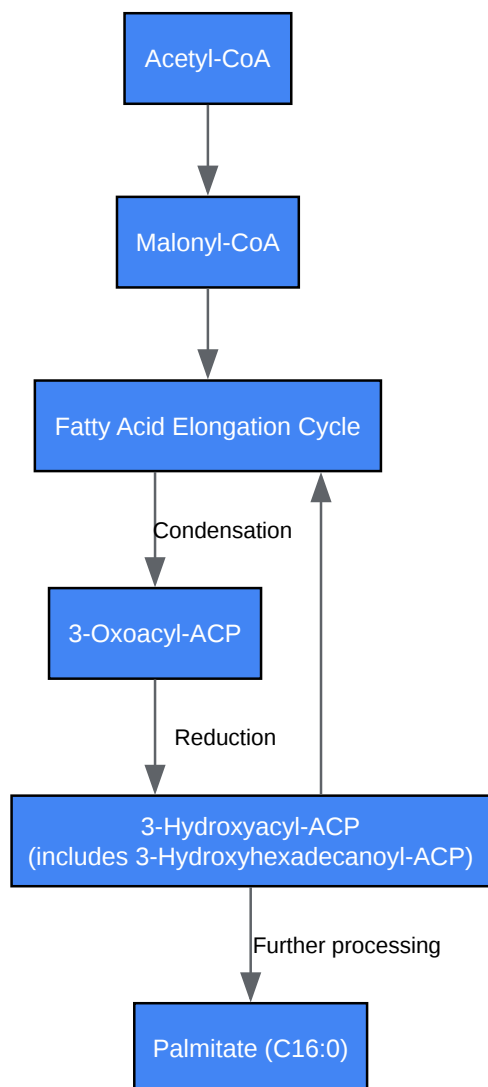 Acetyl-CoA
Malonyl-CoA
Fatty Acid Elongation Cycle
Condensation
3-Oxoacyl-ACP
Reduction
3-Hydroxyacyl-ACP
(includes 3-Hydroxyhexadecanoyl-ACP)
Further processing
Palmitate (C16:0)